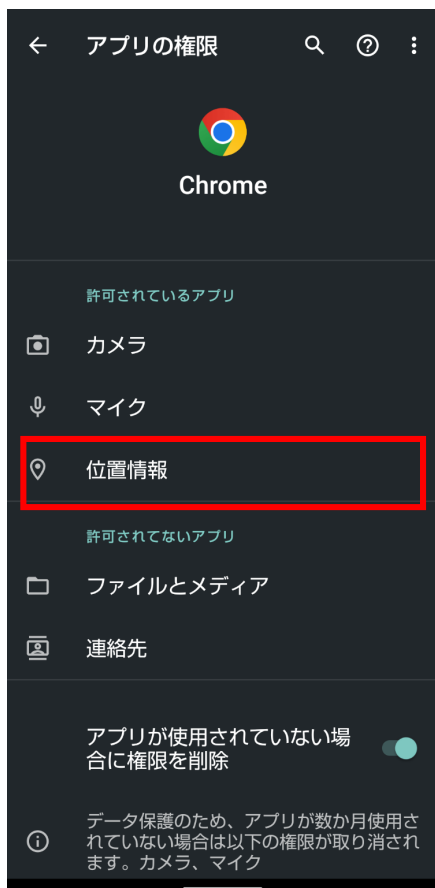 アプリの権限
Chrome
許可されているアプリ
カメラ
マイク
位置情報
許可されてないアプリ
ファイルとメディア
連絡先
アプリが使用されていない場
合に権限を削除
データ保護のため、アプリが数か月使用さ
れていない場合は以下の権限が取り消され
ます。カメラ、マイク